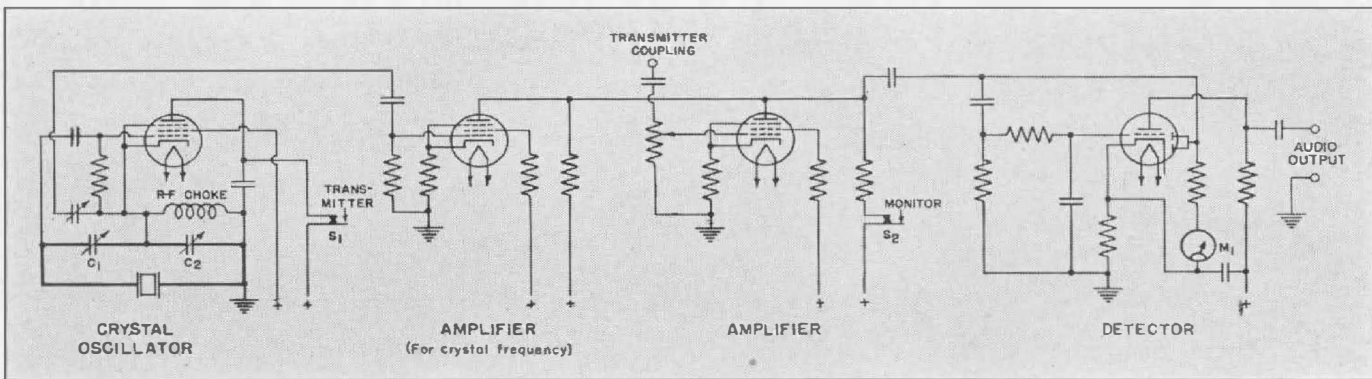 TRANSMITTER
COUPLING
R-F CHOKE
TRANS-
MITTER
S1
C1
C2
MONITOR
S2
M1
AUDIO
OUTPUT
+ +
+ +
+ +
+
CRYSTAL
OSCILLATOR
AMPLIFIER
(For crystal frequency)
AMPLIFIER
DETECTOR